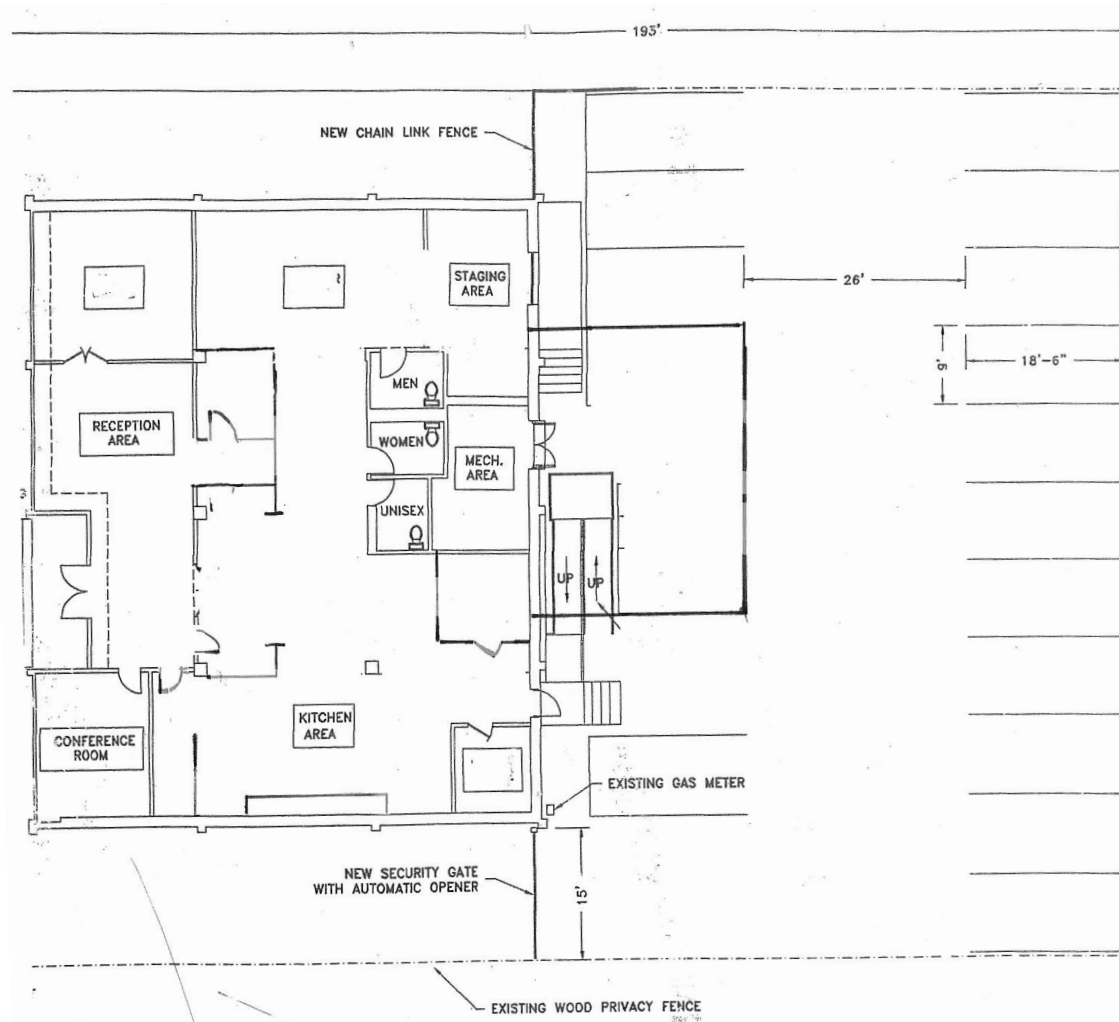 193'
NEW CHAIN LINK FENCE
STAGING
AREA
26'
9'
18'-6"
MEN
RECEPTION
AREA
WOMEN
MECH.
AREA
UNISEX
UP
UP
KITCHEN
AREA
CONFERENCE
ROOM
EXISTING GAS METER
NEW SECURITY GATE
WITH AUTOMATIC OPENER
15'
EXISTING WOOD PRIVACY FENCE